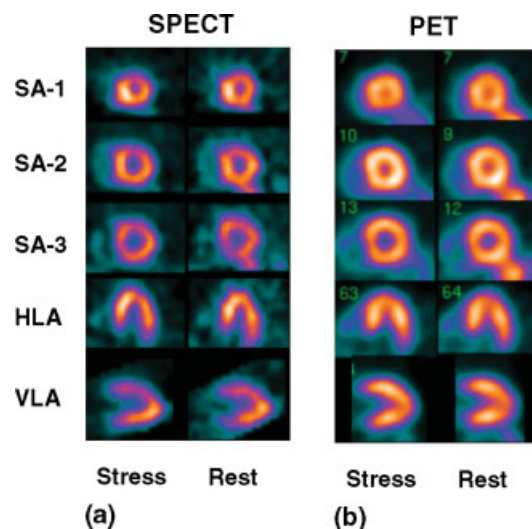 SPECT PET
SA-1 7 7
SA-2 10 9
SA-3 13 12
HLA 63 64
VLA
Stress Rest Stress Rest
(a) (b)